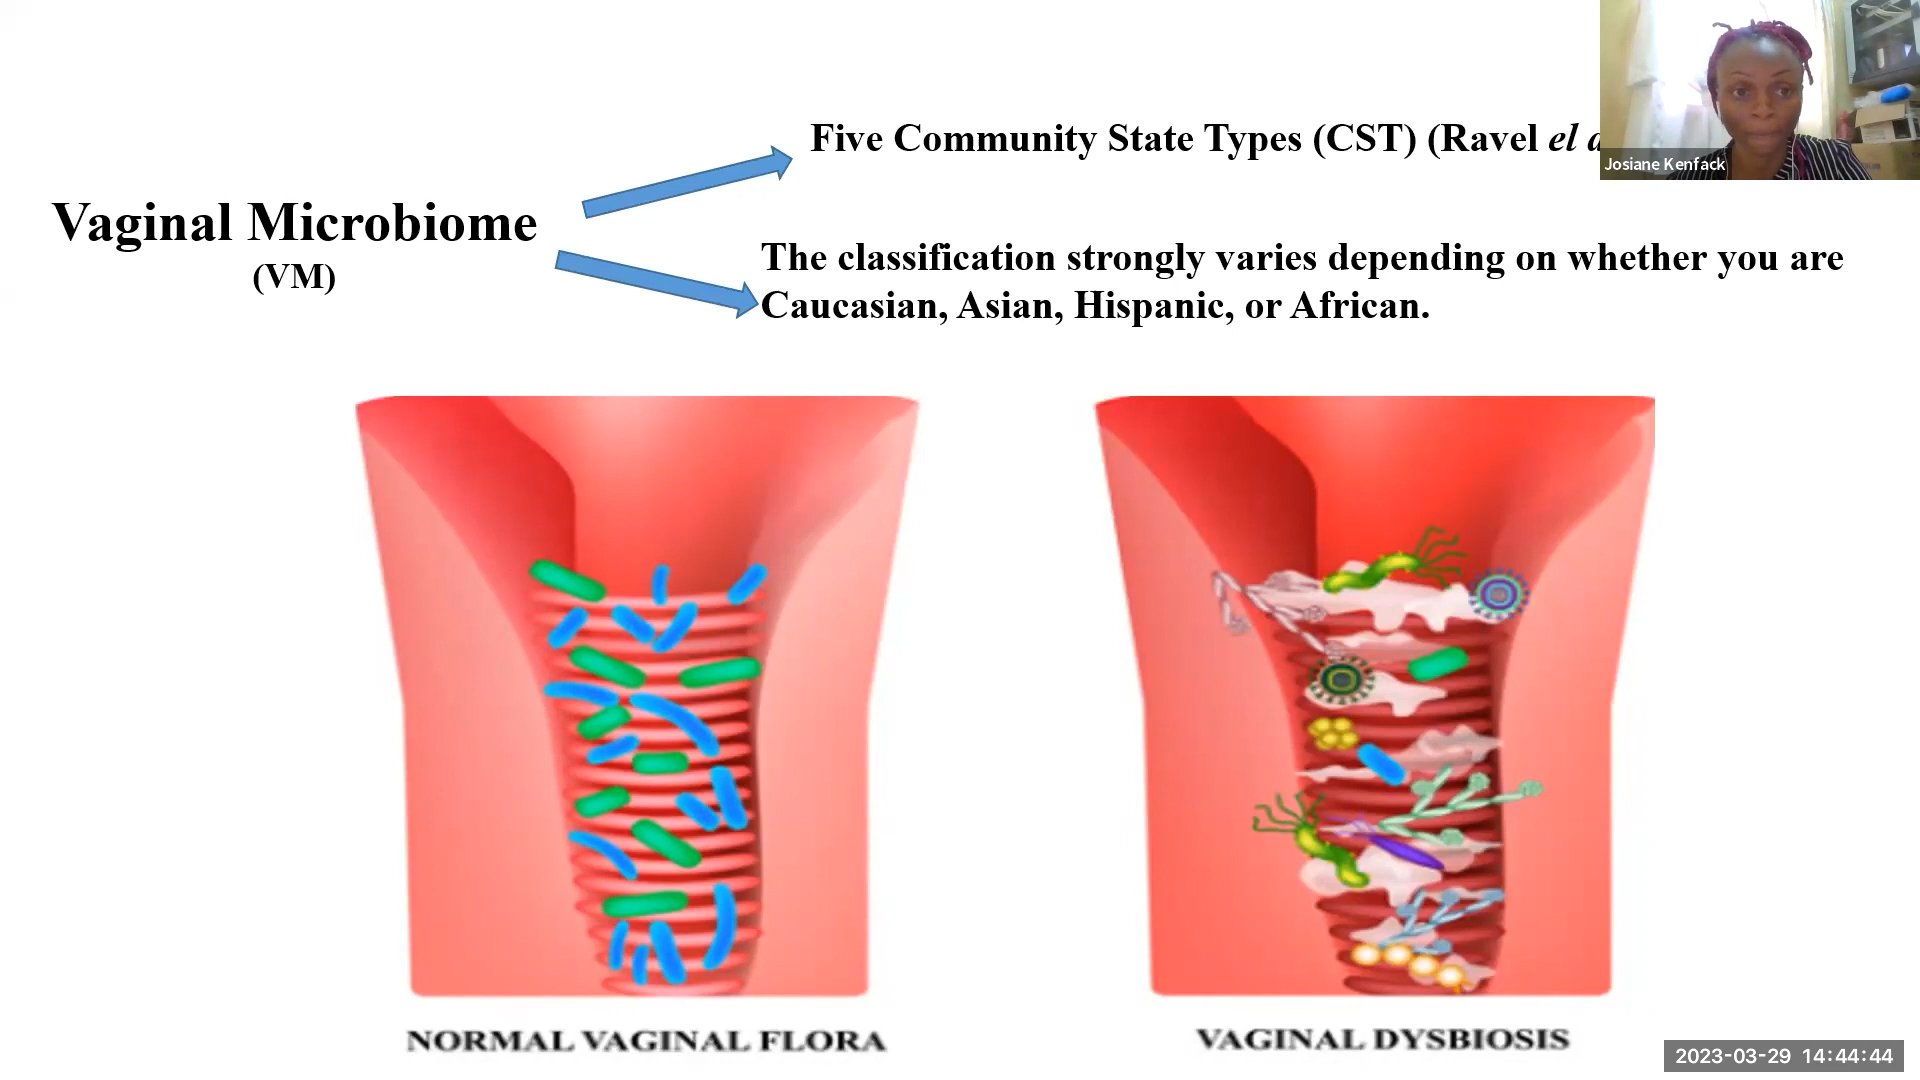 Five Community State Types (CST) (Ravel el a
Josiane Kenfack
Vaginal Microbiome
(VM)
The classification strongly varies depending on whether you are
Caucasian, Asian, Hispanic, or African.
NORMAL VAGINAL FLORA
VAGINAL DYSBIOSIS
2023-03-29 14:44:44